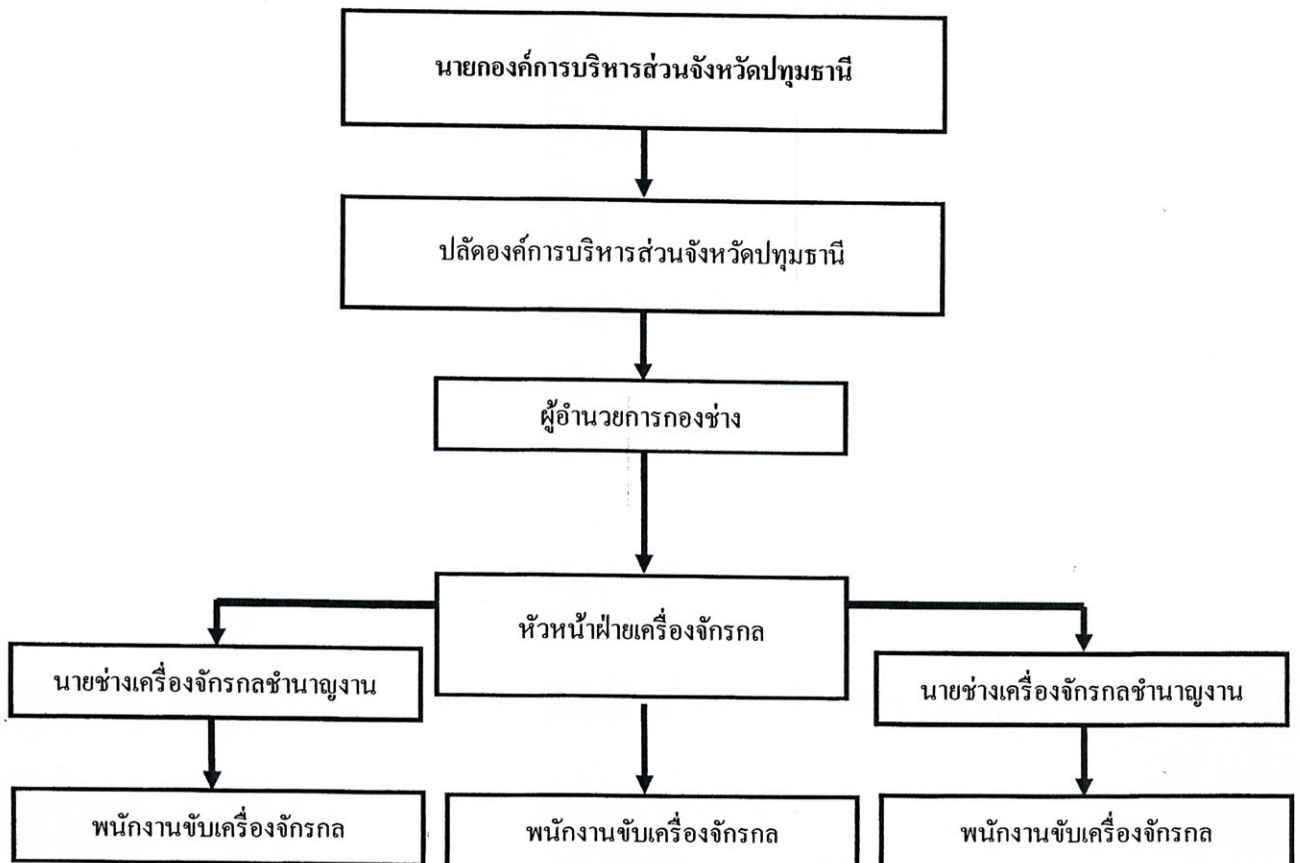 นายกองค์การบริหารส่วนจังหวัดปทุมธานี
ปลัดองค์การบริหารส่วนจังหวัดปทุมธานี
ผู้อำนวยการกองช่าง
หัวหน้าฝ่ายเครื่องจักรกล
นายช่างเครื่องจักรกลชำนาญงาน
นายช่างเครื่องจักรกลชำนาญงาน
พนักงานขับเครื่องจักรกล
พนักงานขับเครื่องจักรกล
พนักงานขับเครื่องจักรกล